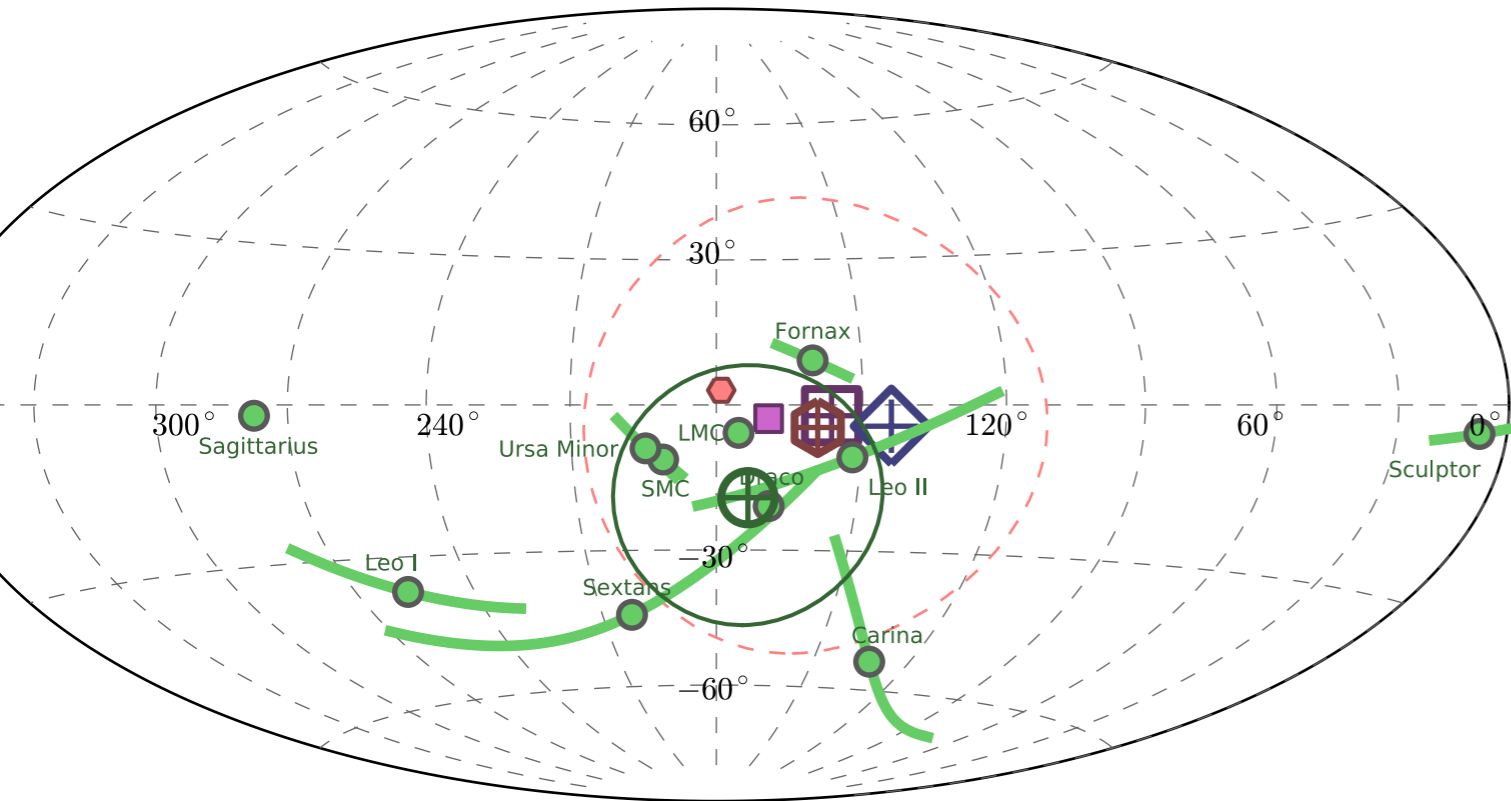 60°
30°
Fornax
300° 240° 120° 60° 0°
Sagittarius
Ursa Minor
LMC
Sculptor
SMC
Draco
Leo II
−30°
Leo I
Sextans
Carina
−60°